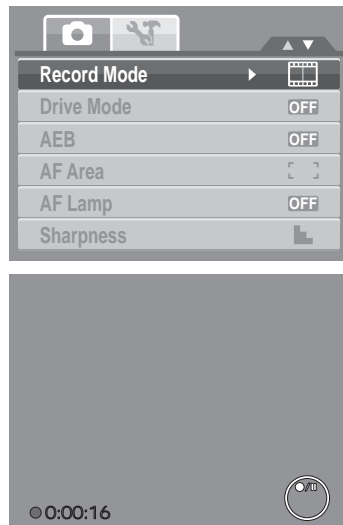 Record Mode
Drive Mode OFF
AEB OFF
AF Area
AF Lamp OFF
Sharpness
0:00:16